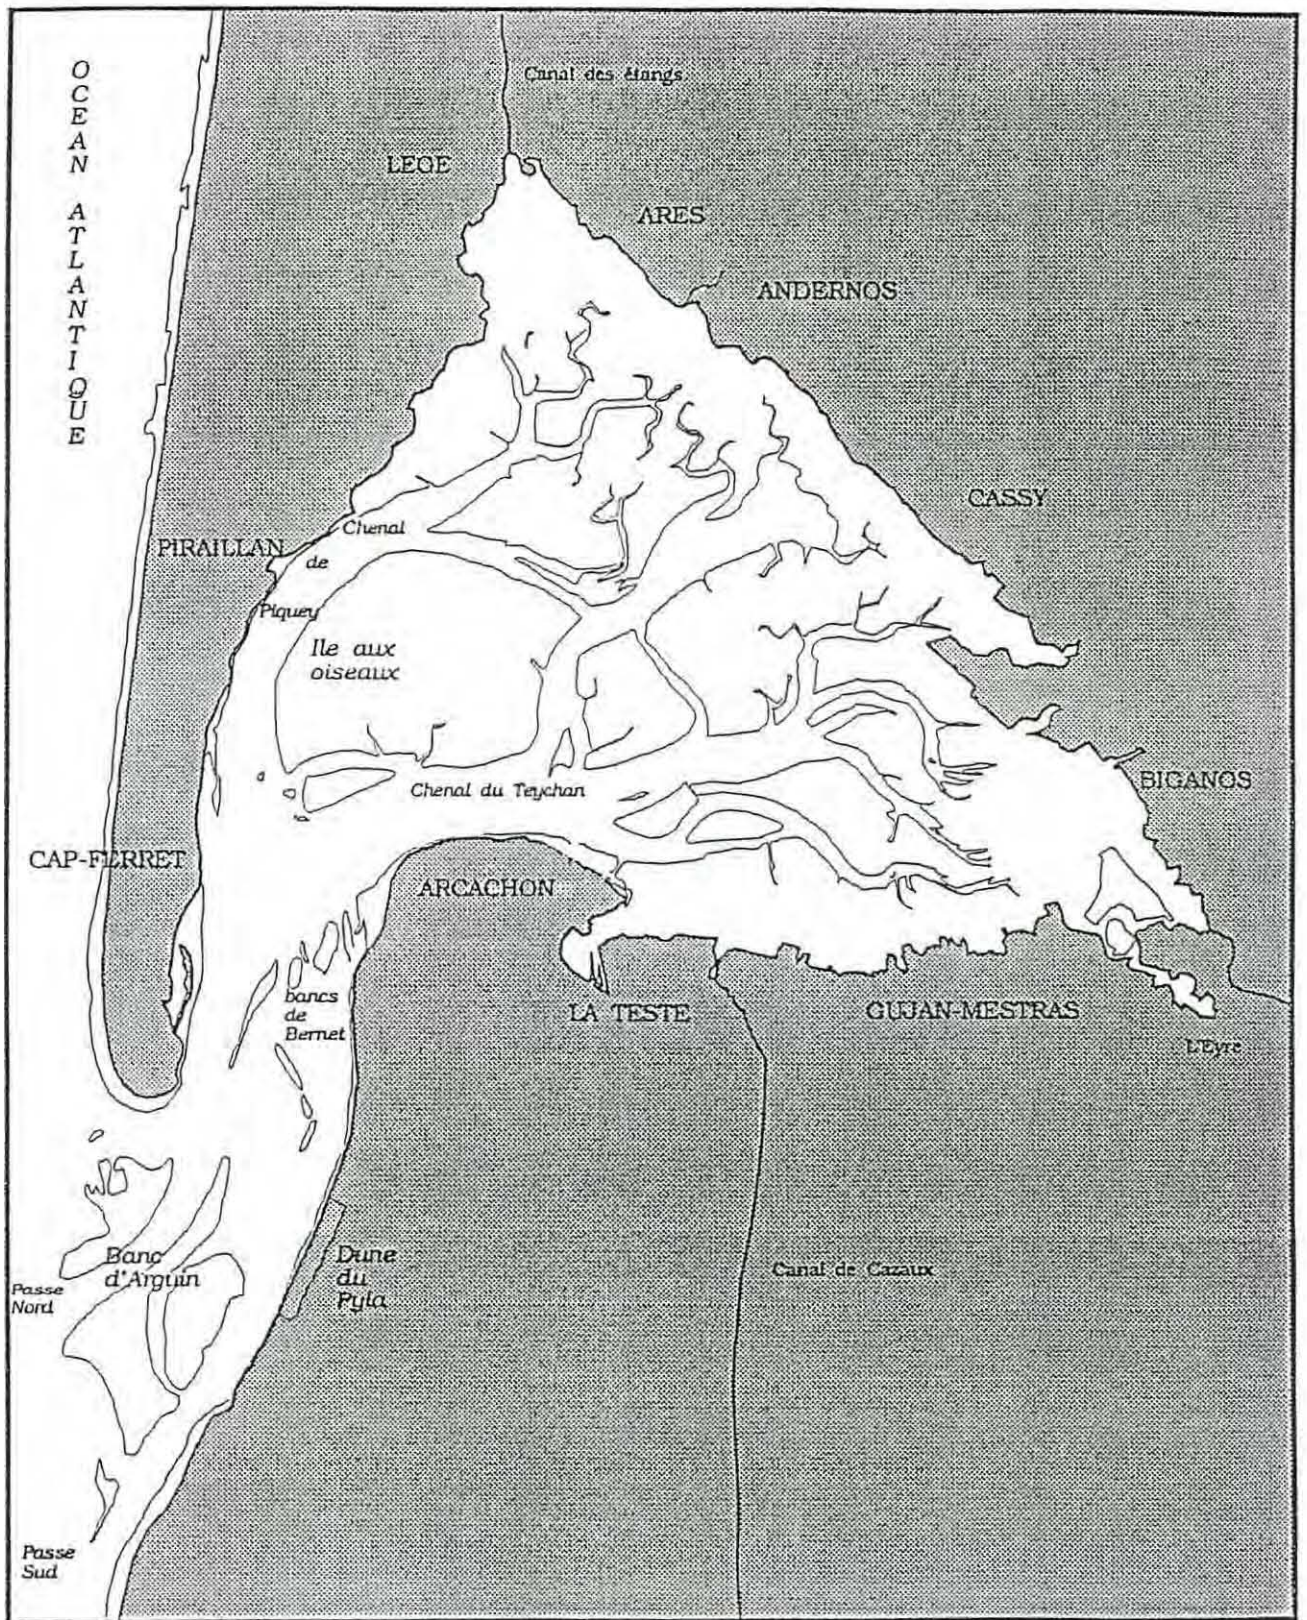 OCEAN ATLANTIQUE
Canal des étangs
LEGE
ARES
ANDERNOS
CASSY
PIRAILLAN
Chenal
de
Piquey
Ile aux
oiseaux
Chenal du Teychan
BIGANOS
CAP-FERRET
ARCACHON
bancs
de
Bernet
LA TESTE
GUJAN-MESTRAS
L'Eyre
Banc
d'Arguin
Passe
Nord
Dune
du
Pyla
Canal de Cazaux
Passe
Sud